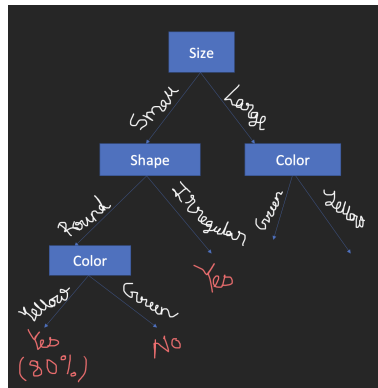 Size
Small
Large
Shape
Color
Round
Irregular
Green
Yellow
Color
Yellow
Green
Yes
Yes
(80%)
No